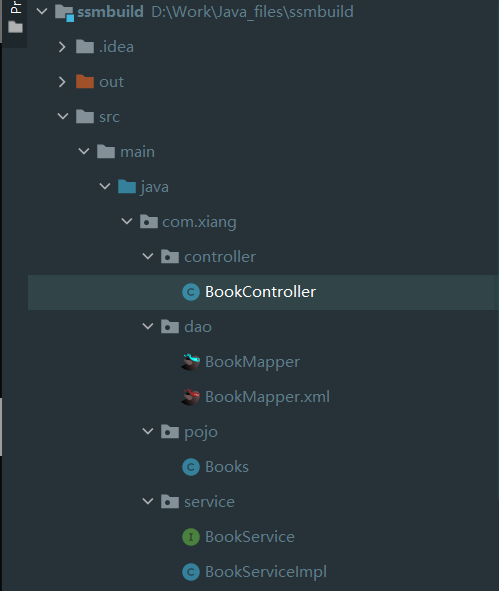 Pr
ssmbuild D:\Work\Java_files\ssmbuild
.idea
out
src
main
java
com.xiang
controller
C BookController
dao
BookMapper
BookMapper.xml
pojo
C Books
service
I BookService
C BookServiceImpl